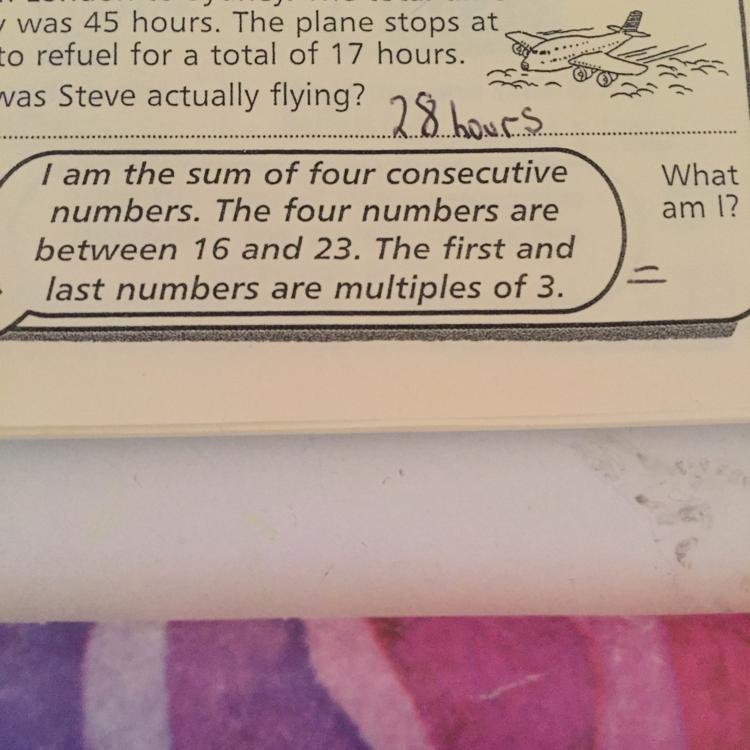 was 45 hours. The plane stops at
to refuel for a total of 17 hours.
was Steve actually flying?
28 hours
I am the sum of four consecutive
numbers. The four numbers are
between 16 and 23. The first and
last numbers are multiples of 3.
What
am I?
=